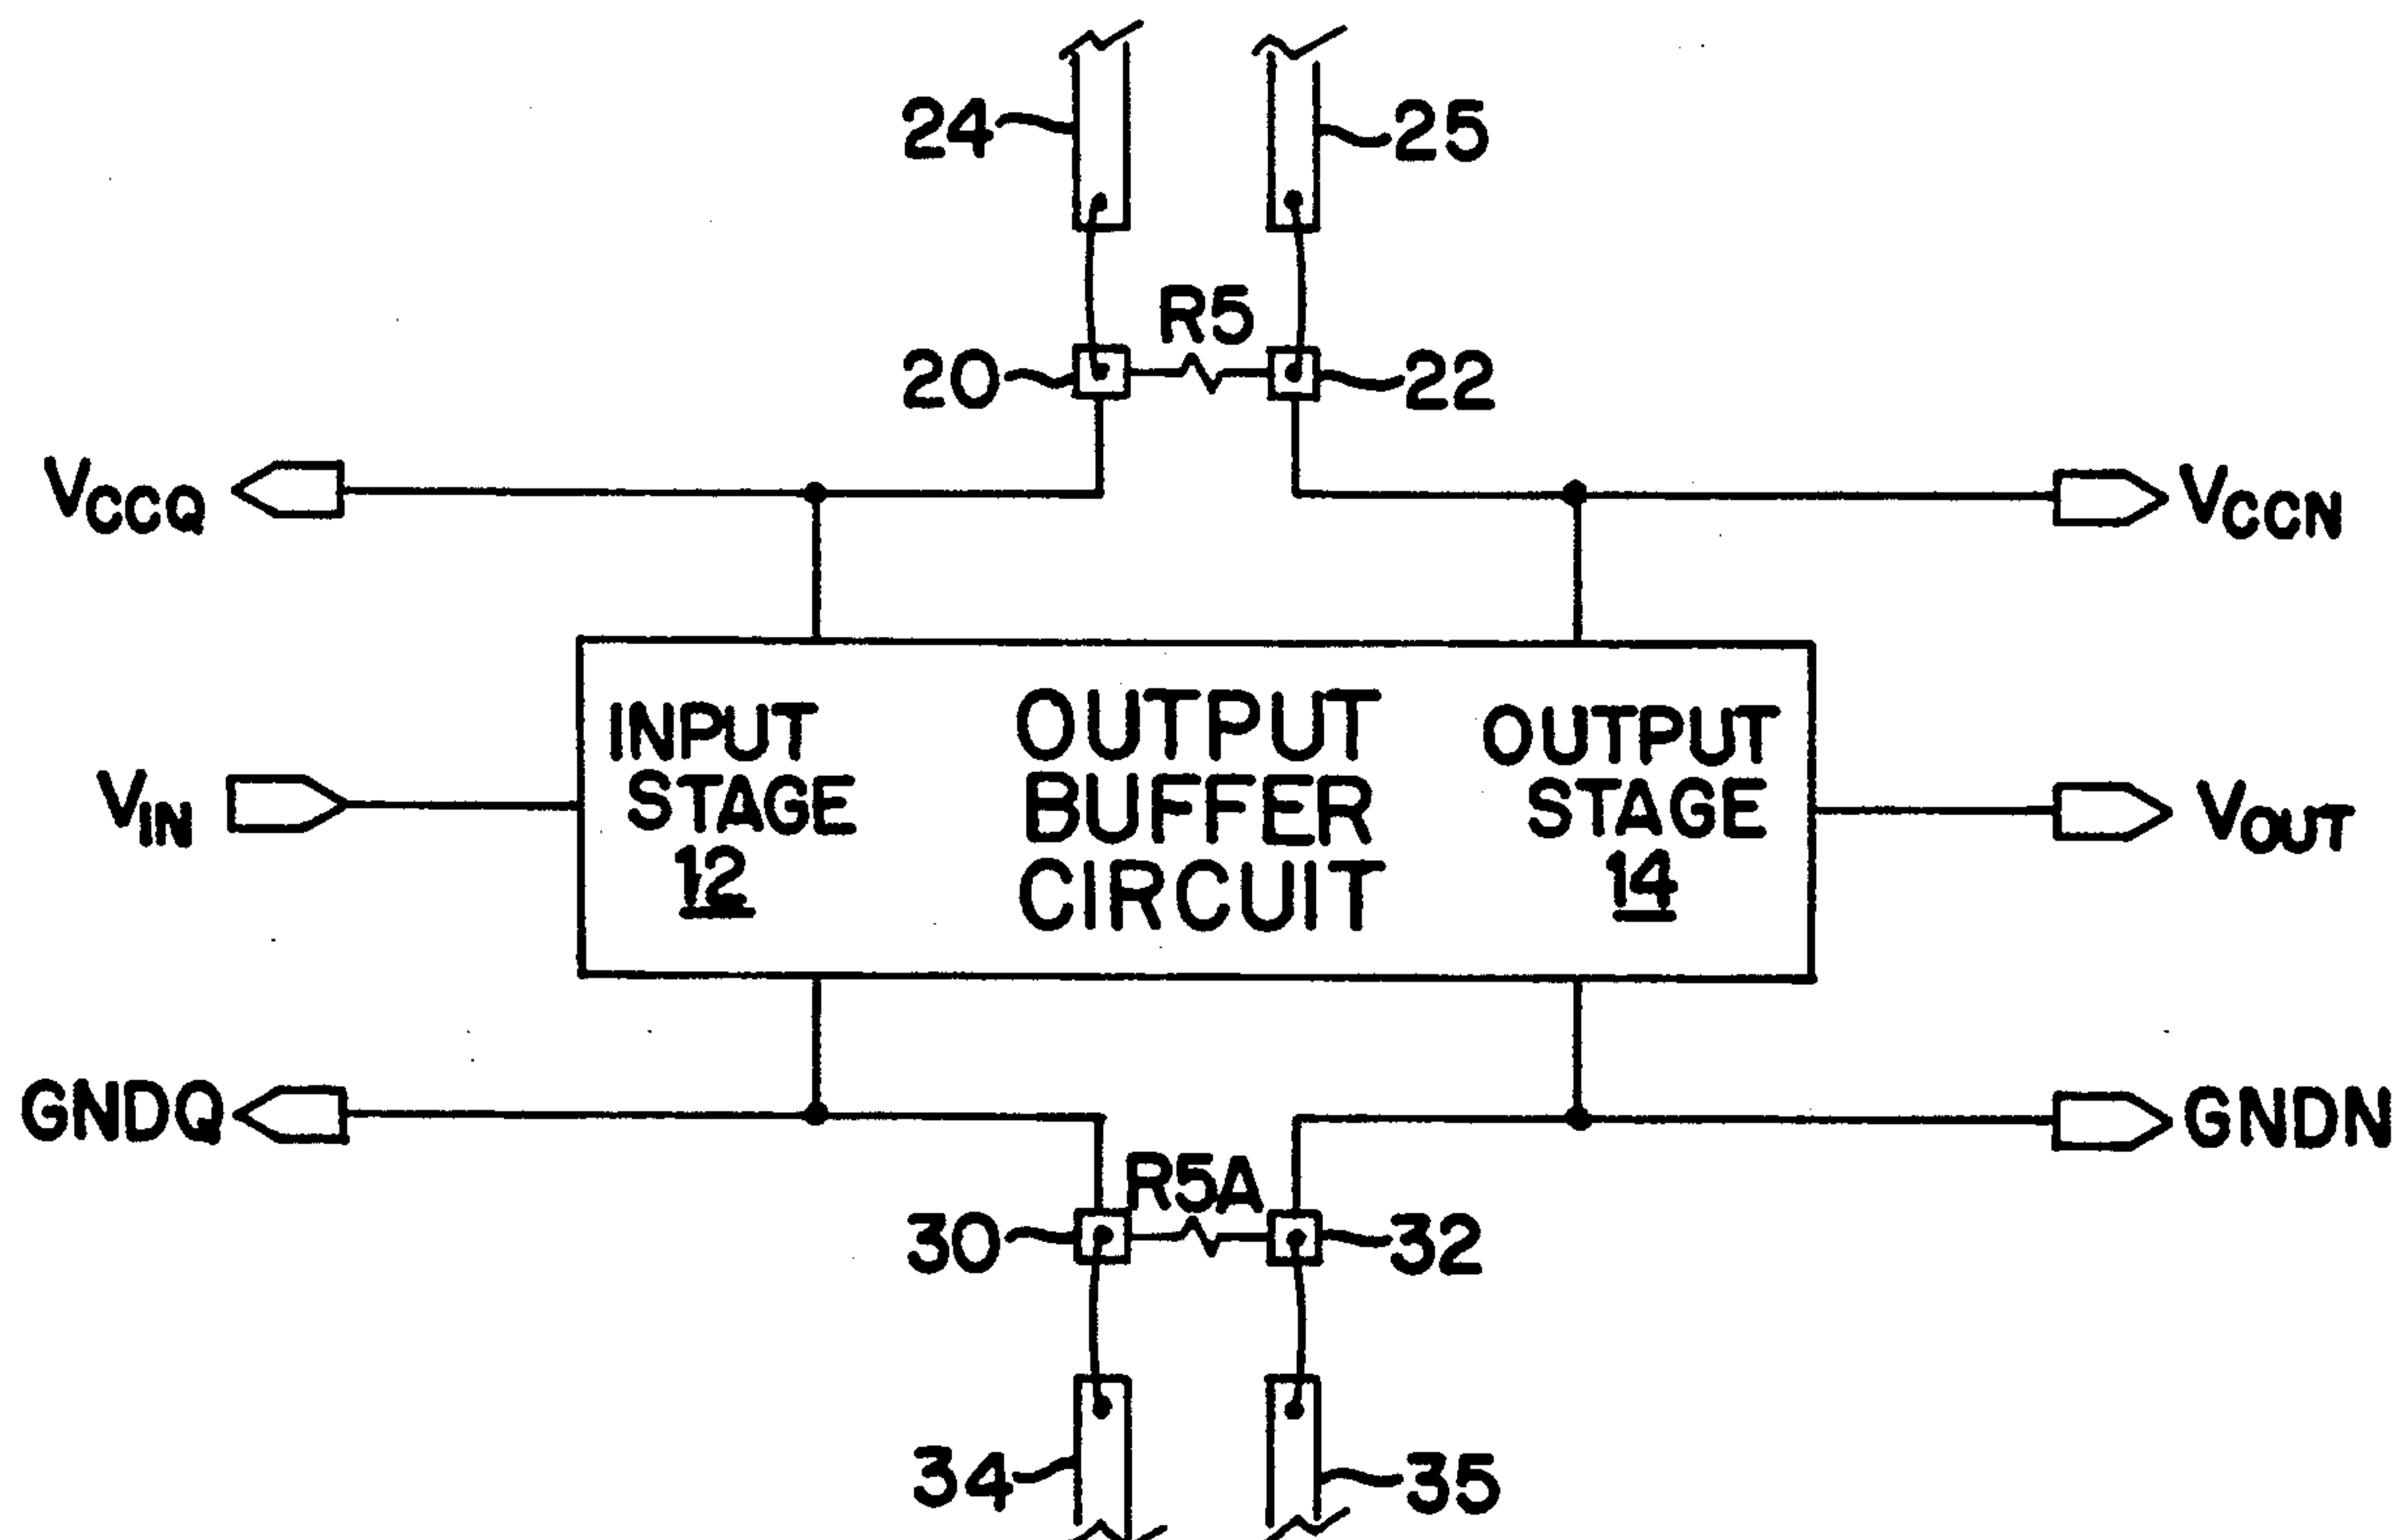 24
25
R5
20
22
VCCQ
VCCN
INPUT
STAGE
12
OUTPUT
BUFFER
CIRCUIT
OUTPUT
STAGE
14
VIN
VOUT
GNDQ
GNDN
R5A
30
32
34
35